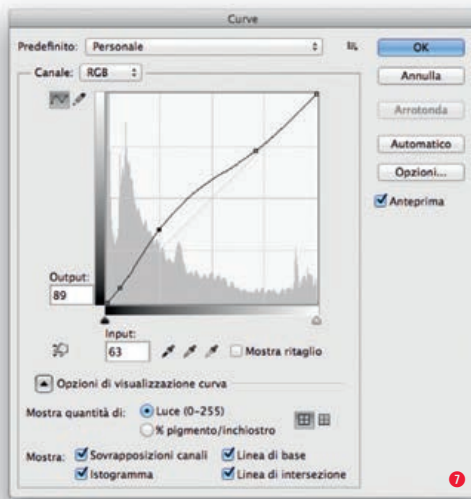 Curve
Predefinito: Personale
OK
Canale: RGB
Annulla
Arrotonda
Automatico
Opzioni...
Anteprima
Output:
89
Input:
63
Mostra ritaglio
Opzioni di visualizzazione curva
Mostra quantità di: Luce (0-255)
% pigmento/inchiostro
Mostra: Sovrapposizioni canali Linea di base
Istogramma Linea di intersezione
7